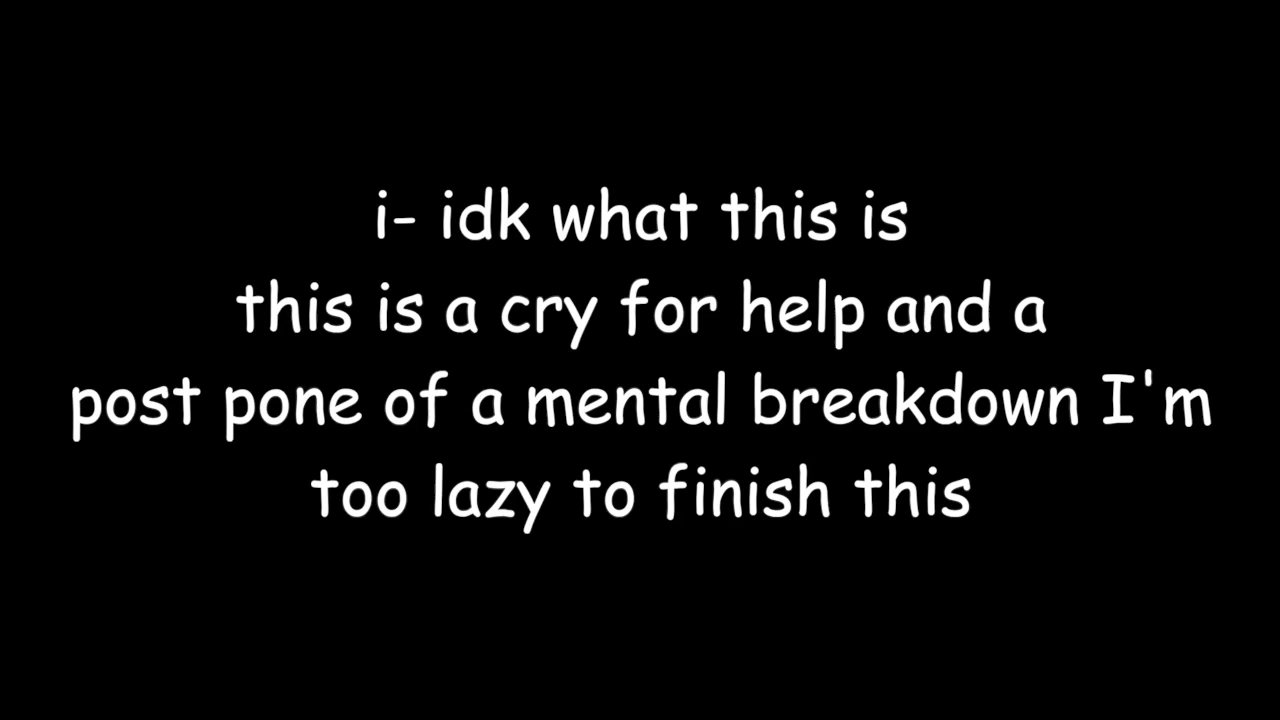 i- idk what this is
this is a cry for help and a
post pone of a mental breakdown I'm
too lazy to finish this